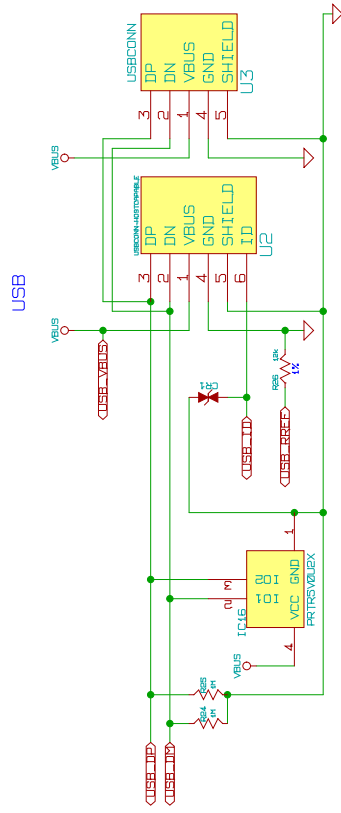 USB
USBCONN
DP
DN
VBUS
GND
SHIELD
3
2
1
4
5
U3
VBUS
USBCONN-HOSTCAPABLE
DP
DN
VBUS
GND
SHIELD
ID
3
2
1
4
5
6
U2
VBUS
USB_VBUS
USB_ID
R26
12k
1%
USB_RREF
IC16
PRTR5V0U2X
VCC
GND
IO1
IO2
2
3
1
4
VBUS
R25
1M
R24
1M
USB_DP
USB_DM